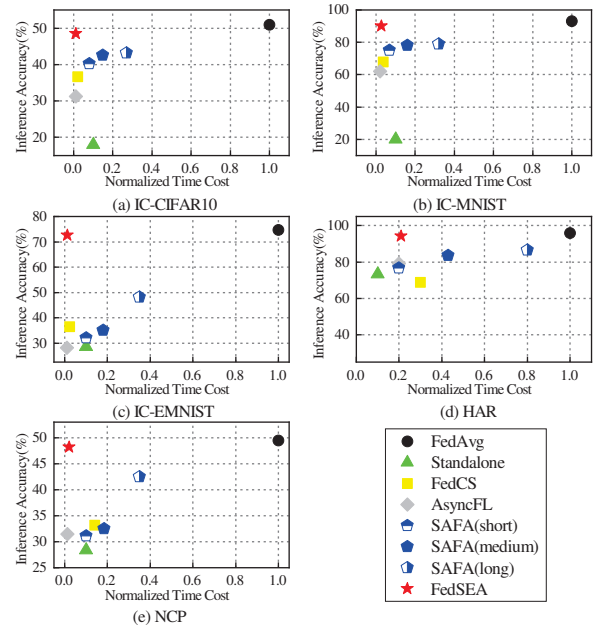 Inference Accuracy(%)
50
40
30
20
0.0 0.2 0.4 0.6 0.8 1.0
Normalized Time Cost
(a) IC-CIFAR10
Inference Accuracy(%)
100
80
60
40
20
0.0 0.2 0.4 0.6 0.8 1.0
Normalized Time Cost
(b) IC-MNIST
Inference Accuracy(%)
80
70
60
50
40
30
0.0 0.2 0.4 0.6 0.8 1.0
Normalized Time Cost
(c) IC-EMNIST
Inference Accuracy(%)
100
80
60
40
0.0 0.2 0.4 0.6 0.8 1.0
Normalized Time Cost
(d) HAR
Inference Accuracy(%)
50
45
40
35
30
25
0.0 0.2 0.4 0.6 0.8 1.0
Normalized Time Cost
(e) NCP
FedAvg
Standalone
FedCS
AsyncFL
SAFA(short)
SAFA(medium)
SAFA(long)
FedSEA